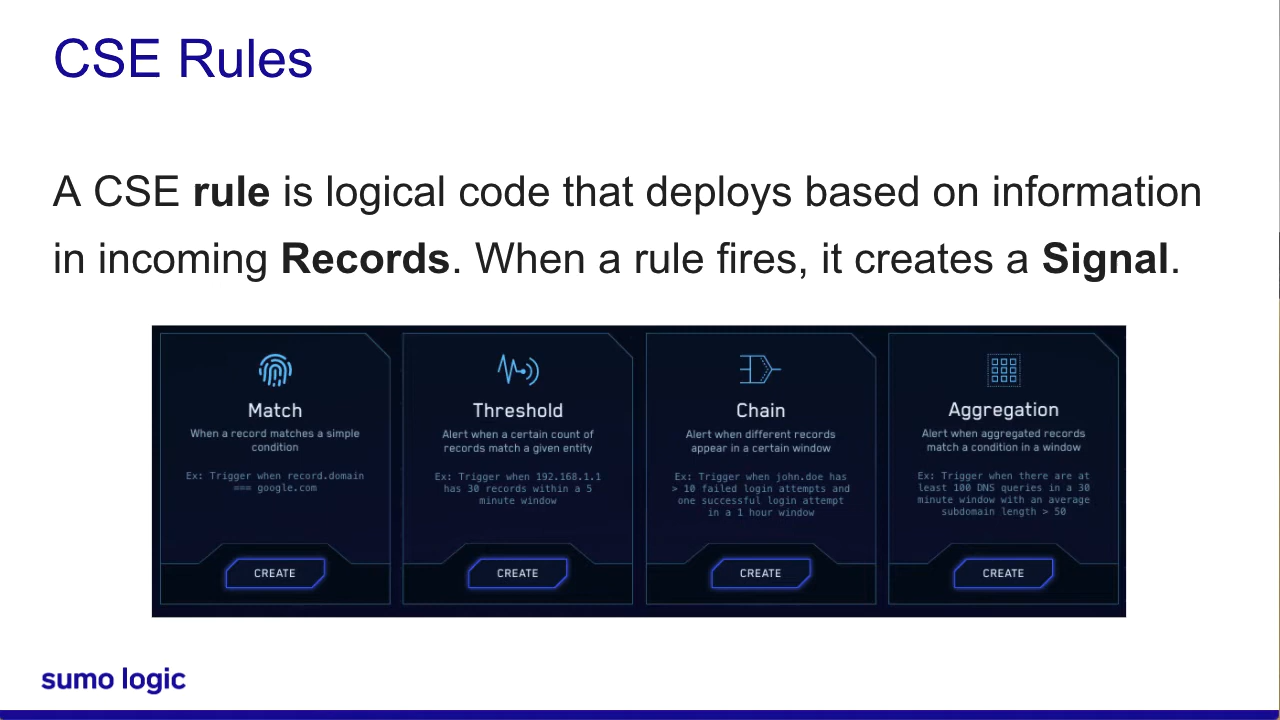 CSE Rules
A CSE rule is logical code that deploys based on information
in incoming Records. When a rule fires, it creates a Signal.
Match
When a record matches a simple
condition
Ex: Trigger when record.domain
=== google.com
CREATE
Threshold
Alert when a certain count of
records match a given entity
Ex: Trigger when 192.168.1.1
has 30 records within a 5
minute window
CREATE
Chain
Alert when different records
appear in a certain window
Ex: Trigger when john.doe has
> 10 failed login attempts and
one successful login attempt
in a 1 hour window
CREATE
Aggregation
Alert when aggregated records
match a condition in a window
Ex: Trigger when there are at
least 100 DNS queries in a 30
minute window with an average
subdomain length > 50
CREATE
sumo logic